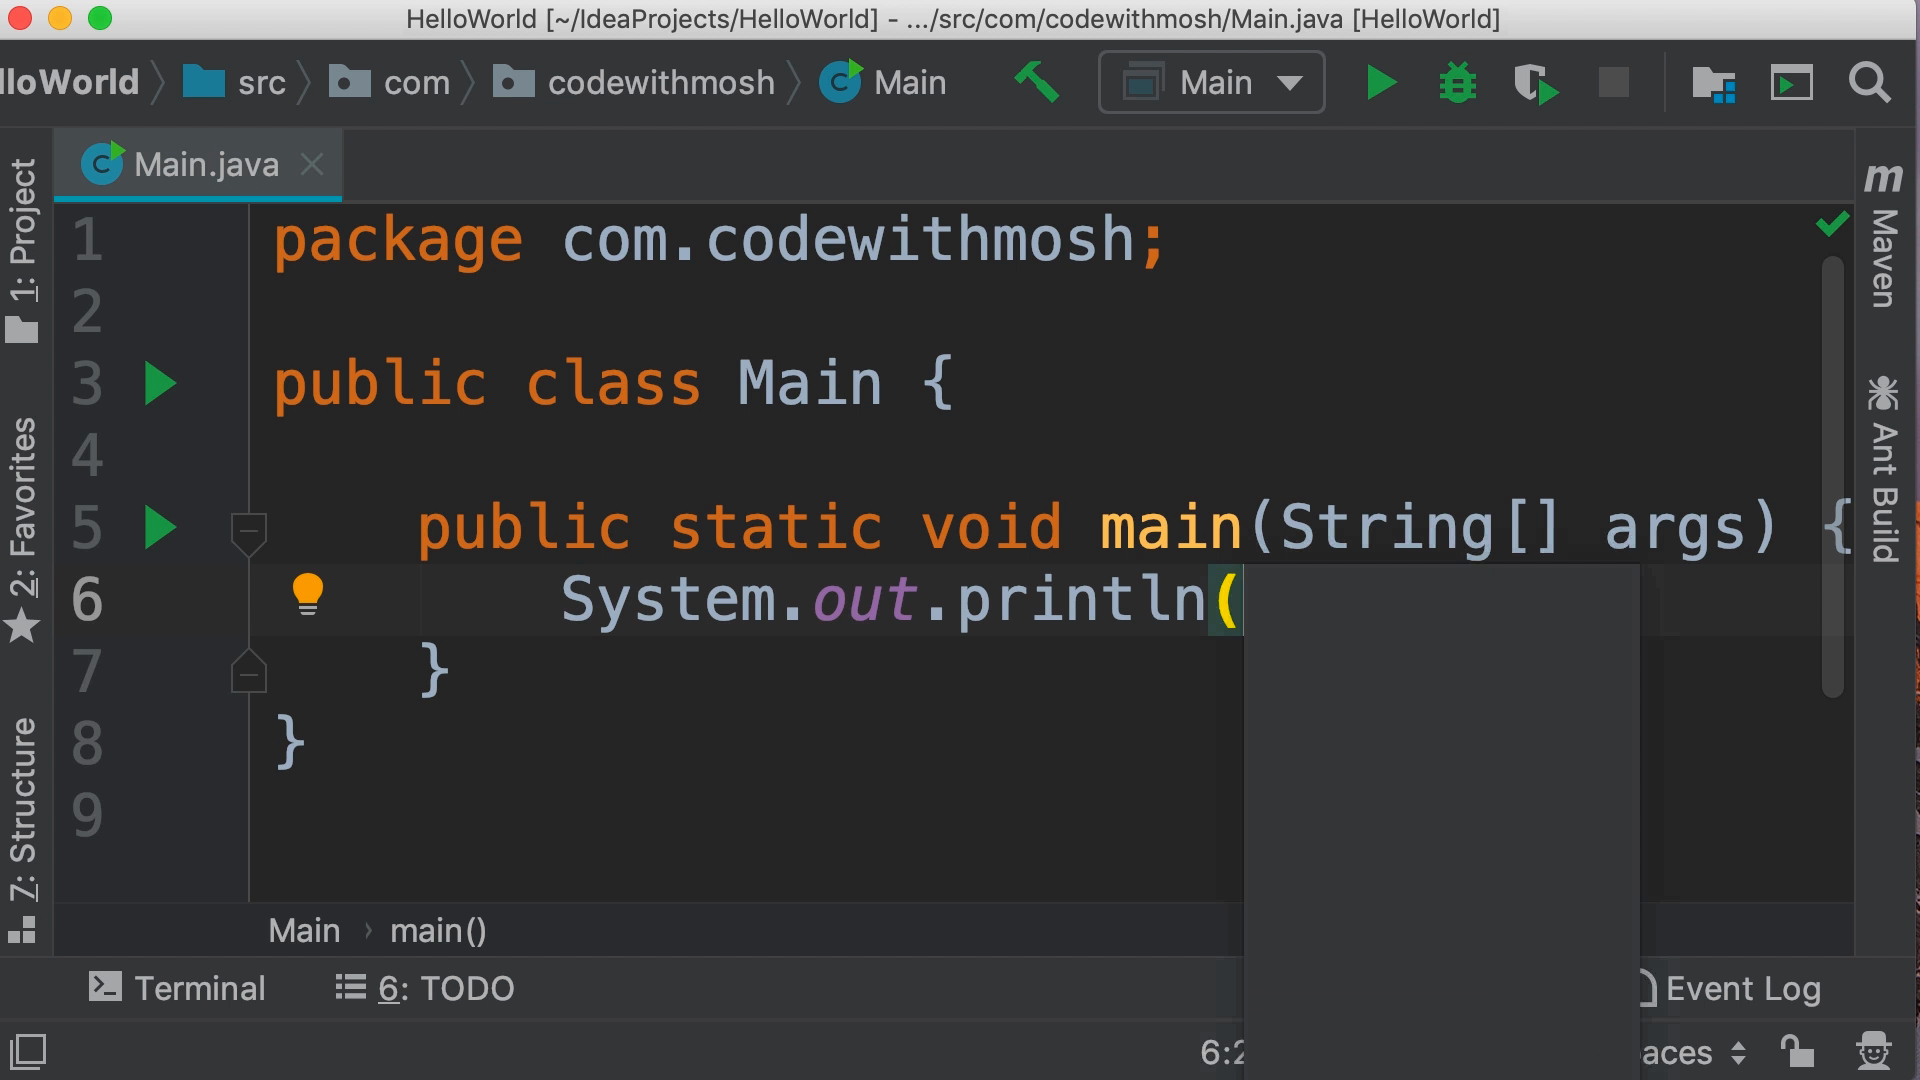 HelloWorld [~/IdeaProjects/HelloWorld] - .../src/com/codewithmosh/Main.java [HelloWorld]
lloWorld src com codewithmosh Main Main
Main.java
1 package com.codewithmosh;
2
3 public class Main {
4
5 public static void main(String[] args) {
6 System.out.println(
7 }
8 }
9
1: Project
2: Favorites
7: Structure
Maven
Ant Build
Main › main()
Terminal 6: TODO Event Log
6:2 aces